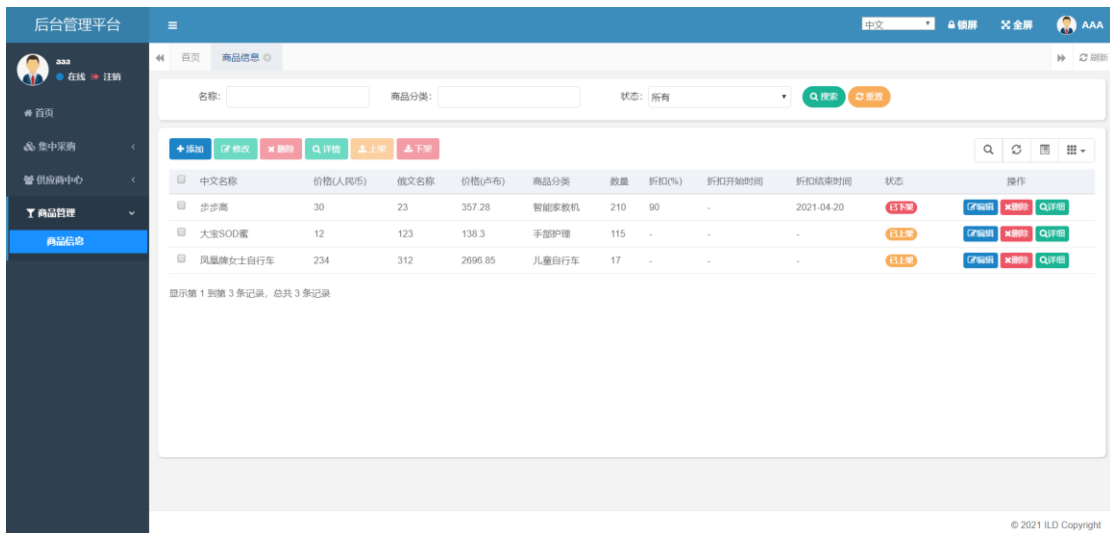 后台管理平台 中文 锁屏 全屏 AAA
aaa
在线 注销
首页 商品信息 刷新
名称: 商品分类: 状态: 所有 搜索 重置
首页
集中采购
供应商中心
商品管理
商品信息
添加 修改 删除 详情 上架 下架
中文名称 价格(人民币) 俄文名称 价格(卢布) 商品分类 数量 折扣(%) 折扣开始时间 折扣结束时间 状态 操作
步步高 30 23 357.28 智能家教机 210 90 - 2021-04-20 已下架 编辑 删除 详细
大宝SOD蜜 12 123 138.3 手部护理 115 - - - 已上架 编辑 删除 详细
凤凰牌女士自行车 234 312 2696.85 儿童自行车 17 - - - 已上架 编辑 删除 详细
显示第 1 到第 3 条记录，总共 3 条记录
© 2021 ILD Copyright